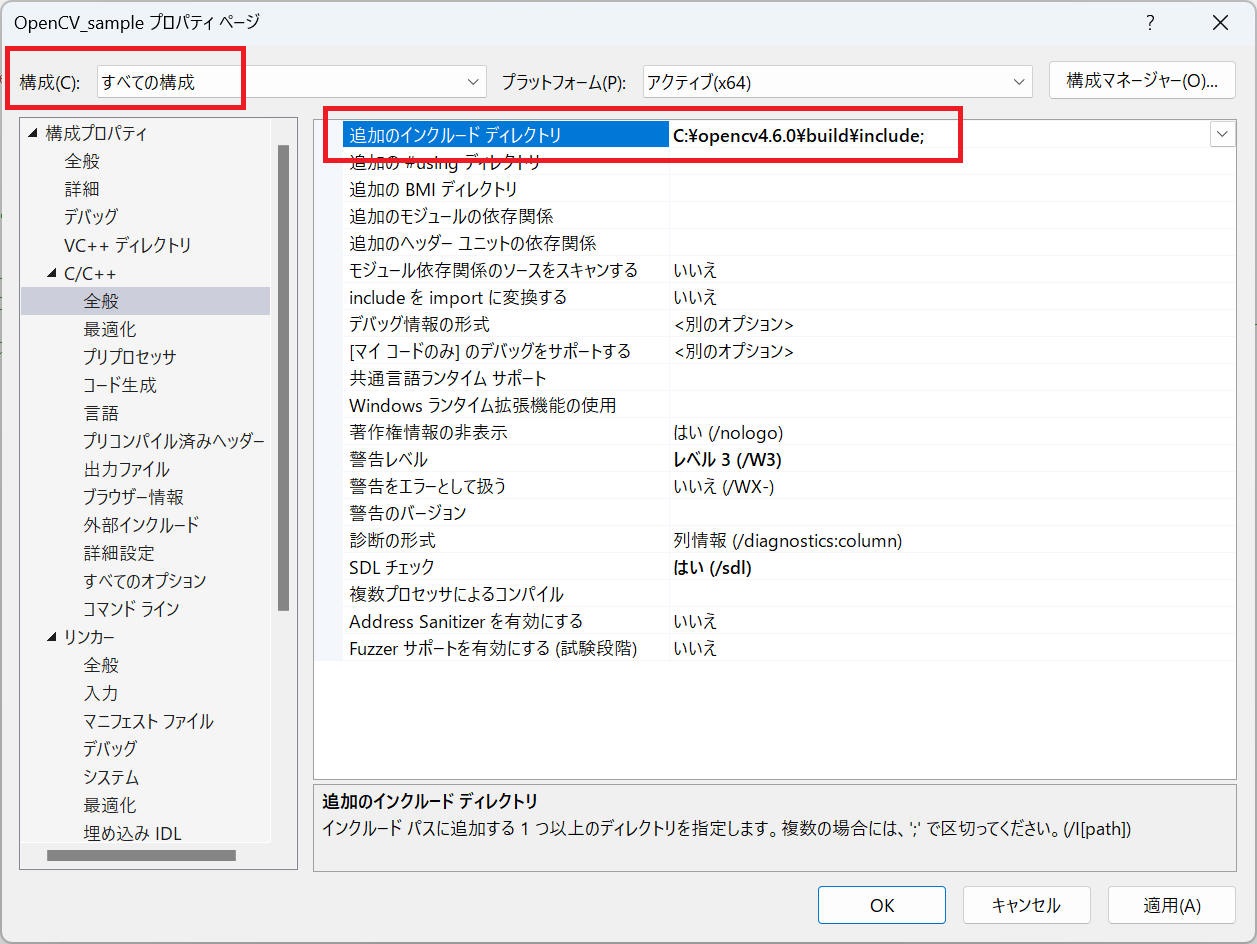 OpenCV_sample プロパティ ページ
?
構成(C): すべての構成 プラットフォーム(P): アクティブ(x64) 構成マネージャー(O)...
構成プロパティ
全般
詳細
デバッグ
VC++ ディレクトリ
C/C++
全般
最適化
プリプロセッサ
コード生成
言語
プリコンパイル済みヘッダー
出力ファイル
ブラウザー情報
外部インクルード
詳細設定
すべてのオプション
コマンド ライン
リンカー
全般
入力
マニフェスト ファイル
デバッグ
システム
最適化
埋め込み IDL
追加のインクルード ディレクトリ C:¥opencv4.6.0¥build¥include;
追加の #using ディレクトリ
追加の BMI ディレクトリ
追加のモジュールの依存関係
追加のヘッダー ユニットの依存関係
モジュール依存関係のソースをスキャンする いいえ
include を import に変換する いいえ
デバッグ情報の形式 <別のオプション>
[マイ コードのみ] のデバッグをサポートする <別のオプション>
共通言語ランタイム サポート
Windows ランタイム拡張機能の使用
著作権情報の非表示 はい (/nologo)
警告レベル レベル 3 (/W3)
警告をエラーとして扱う いいえ (/WX-)
警告のバージョン
診断の形式 列情報 (/diagnostics:column)
SDL チェック はい (/sdl)
複数プロセッサによるコンパイル
Address Sanitizer を有効にする いいえ
Fuzzer サポートを有効にする (試験段階) いいえ
追加のインクルード ディレクトリ
インクルード パスに追加する 1 つ以上のディレクトリを指定します。複数の場合には、';' で区切ってください。(/I[path])
OK キャンセル 適用(A)